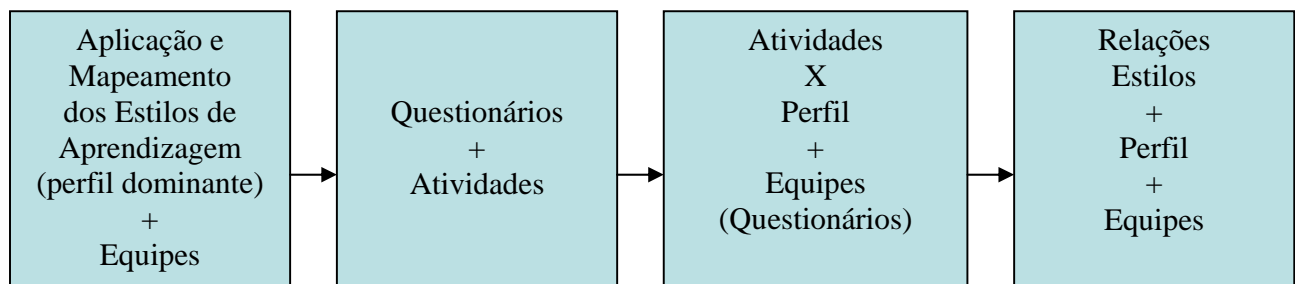 Aplicação e
Mapeamento
dos Estilos de
Aprendizagem
(perfil dominante)
+
Equipes
Questionários
+
Atividades
Atividades
X
Perfil
+
Equipes
(Questionários)
Relações
Estilos
+
Perfil
+
Equipes